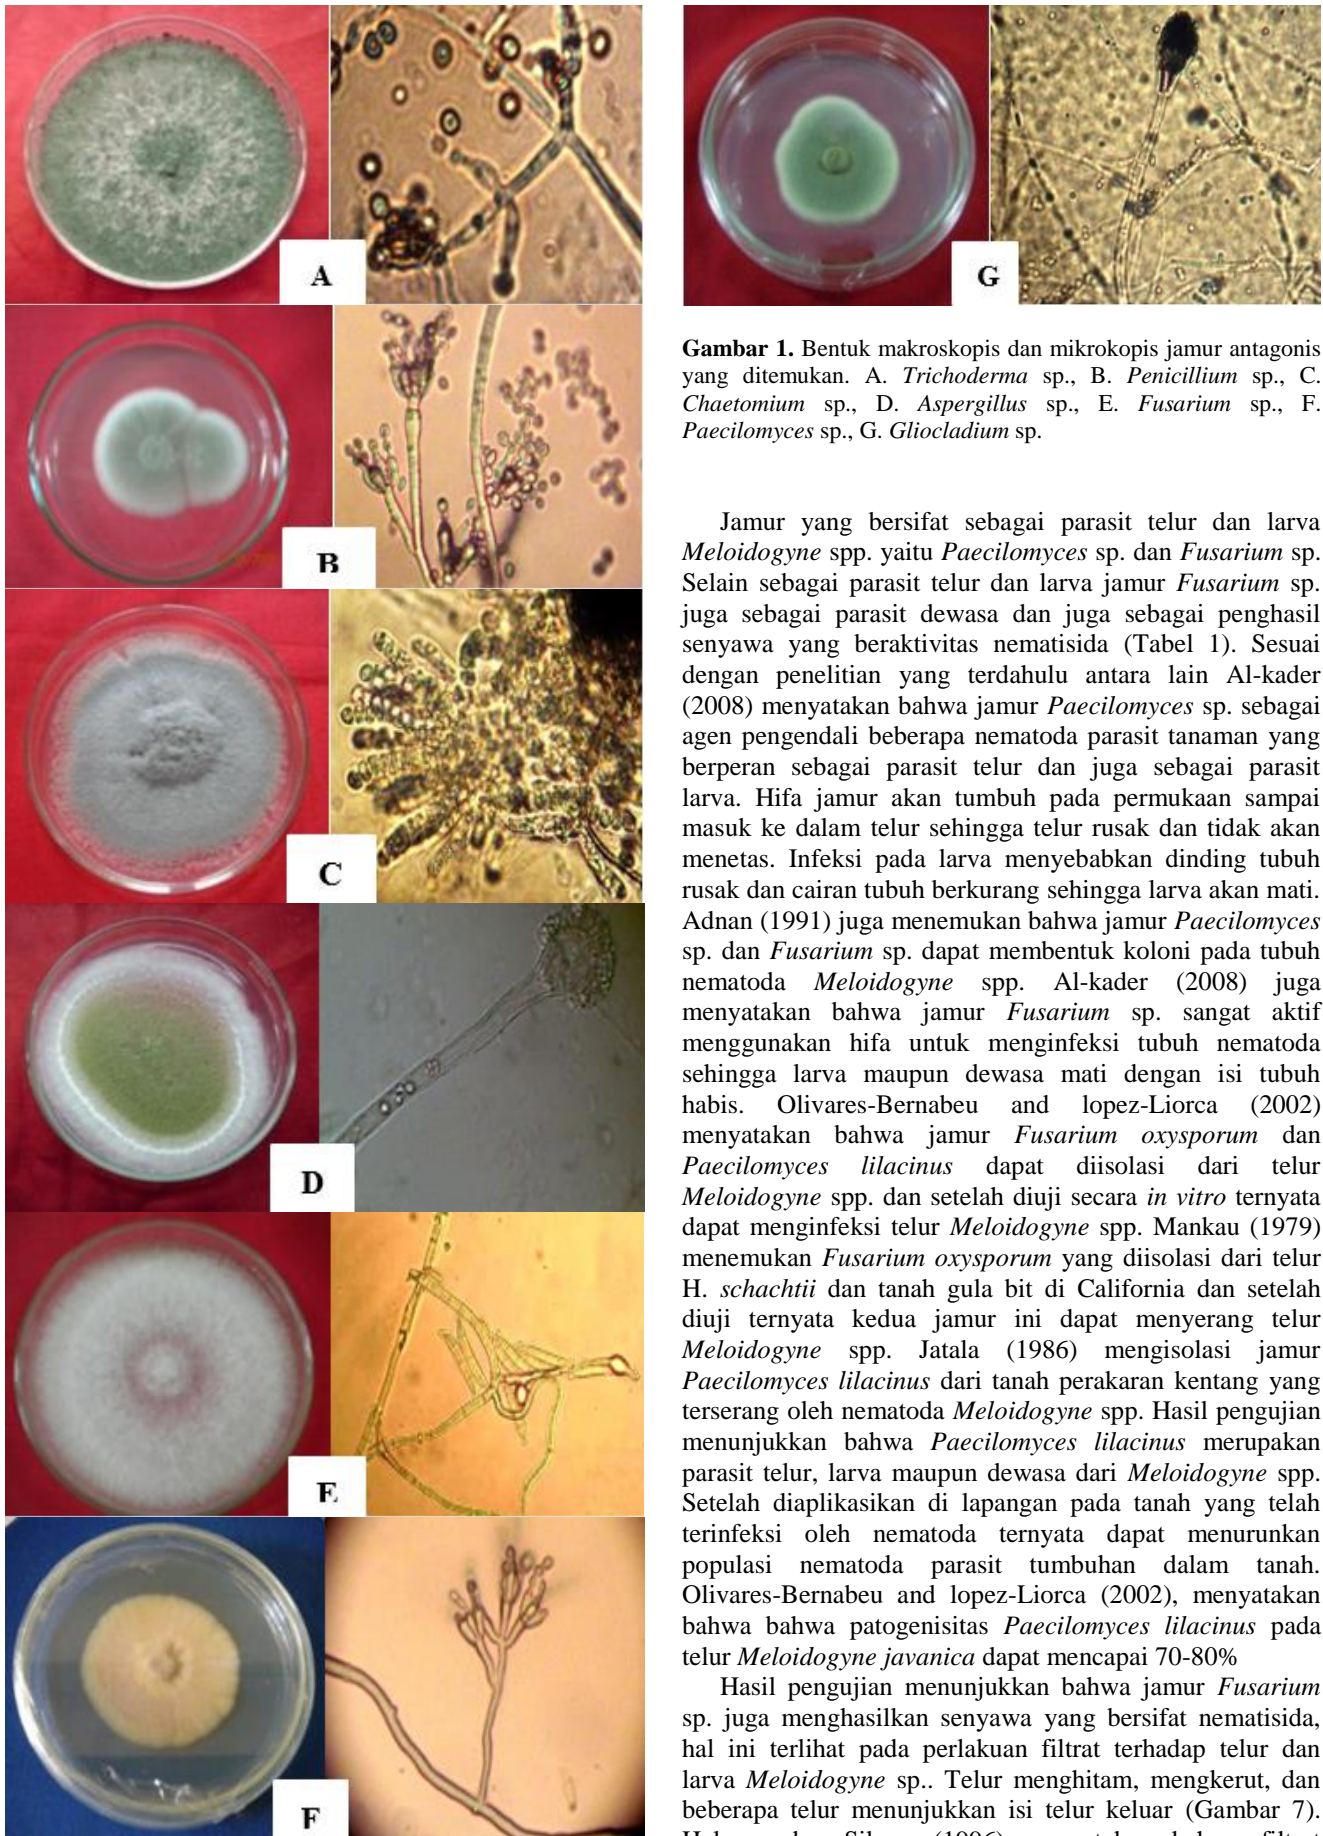 A
B
C
D
E
F
G
Gambar 1. Bentuk makroskopis dan mikrokopis jamur antagonis
yang ditemukan. A. Trichoderma sp., B. Penicillium sp., C.
Chaetomium sp., D. Aspergillus sp., E. Fusarium sp., F.
Paecilomyces sp., G. Gliocladium sp.
Jamur yang bersifat sebagai parasit telur dan larva
Meloidogyne spp. yaitu Paecilomyces sp. dan Fusarium sp.
Selain sebagai parasit telur dan larva jamur Fusarium sp.
juga sebagai parasit dewasa dan juga sebagai penghasil
senyawa yang beraktivitas nematisida (Tabel 1). Sesuai
dengan penelitian yang terdahulu antara lain Al-kader
(2008) menyatakan bahwa jamur Paecilomyces sp. sebagai
agen pengendali beberapa nematoda parasit tanaman yang
berperan sebagai parasit telur dan juga sebagai parasit
larva. Hifa jamur akan tumbuh pada permukaan sampai
masuk ke dalam telur sehingga telur rusak dan tidak akan
menetas. Infeksi pada larva menyebabkan dinding tubuh
rusak dan cairan tubuh berkurang sehingga larva akan mati.
Adnan (1991) juga menemukan bahwa jamur Paecilomyces
sp. dan Fusarium sp. dapat membentuk koloni pada tubuh
nematoda Meloidogyne spp. Al-kader (2008) juga
menyatakan bahwa jamur Fusarium sp. sangat aktif
menggunakan hifa untuk menginfeksi tubuh nematoda
sehingga larva maupun dewasa mati dengan isi tubuh
habis. Olivares-Bernabeu and lopez-Liorca (2002)
menyatakan bahwa jamur Fusarium oxysporum dan
Paecilomyces lilacinus dapat diisolasi dari telur
Meloidogyne spp. dan setelah diuji secara in vitro ternyata
dapat menginfeksi telur Meloidogyne spp. Mankau (1979)
menemukan Fusarium oxysporum yang diisolasi dari telur
H. schachtii dan tanah gula bit di California dan setelah
diuji ternyata kedua jamur ini dapat menyerang telur
Meloidogyne spp. Jatala (1986) mengisolasi jamur
Paecilomyces lilacinus dari tanah perakaran kentang yang
terserang oleh nematoda Meloidogyne spp. Hasil pengujian
menunjukkan bahwa Paecilomyces lilacinus merupakan
parasit telur, larva maupun dewasa dari Meloidogyne spp.
Setelah diaplikasikan di lapangan pada tanah yang telah
terinfeksi oleh nematoda ternyata dapat menurunkan
populasi nematoda parasit tumbuhan dalam tanah.
Olivares-Bernabeu and lopez-Liorca (2002), menyatakan
bahwa bahwa patogenisitas Paecilomyces lilacinus pada
telur Meloidogyne javanica dapat mencapai 70-80%
Hasil pengujian menunjukkan bahwa jamur Fusarium
sp. juga menghasilkan senyawa yang bersifat nematisida,
hal ini terlihat pada perlakuan filtrat terhadap telur dan
larva Meloidogyne sp.. Telur menghitam, mengkerut, dan
beberapa telur menunjukkan isi telur keluar (Gambar 7).